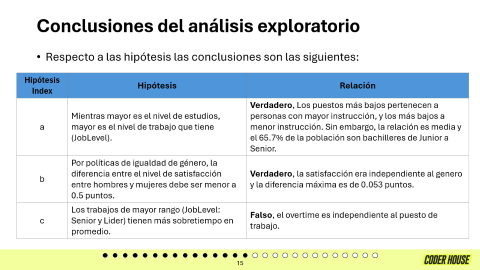 Conclusiones del análisis exploratorio
• Respecto a las hipótesis las conclusiones son las siguientes:
Hipótesis
Index
Hipótesis
Relación
a
Mientras mayor es el nivel de estudios,
mayor es el nivel de trabajo que tiene
(JobLevel).
Verdadero, Los puestos más bajos pertenecen a
personas con mayor instrucción, y los más bajos a
menor instrucción. Sin embargo, la relación es media y
el 65.7% de la población son bachilleres de Junior a
Senior.
b
Por políticas de igualdad de género, la
diferencia entre el nivel de satisfacción
entre hombres y mujeres debe ser menor a
0.5 puntos.
Verdadero, la satisfacción era independiente al genero
y la diferencia máxima es de 0.053 puntos.
c
Los trabajos de mayor rango (JobLevel:
Senior y Lider) tienen más sobretiempo en
promedio.
Falso, el overtime es independiente al puesto de
trabajo.
15
CODER HOUSE